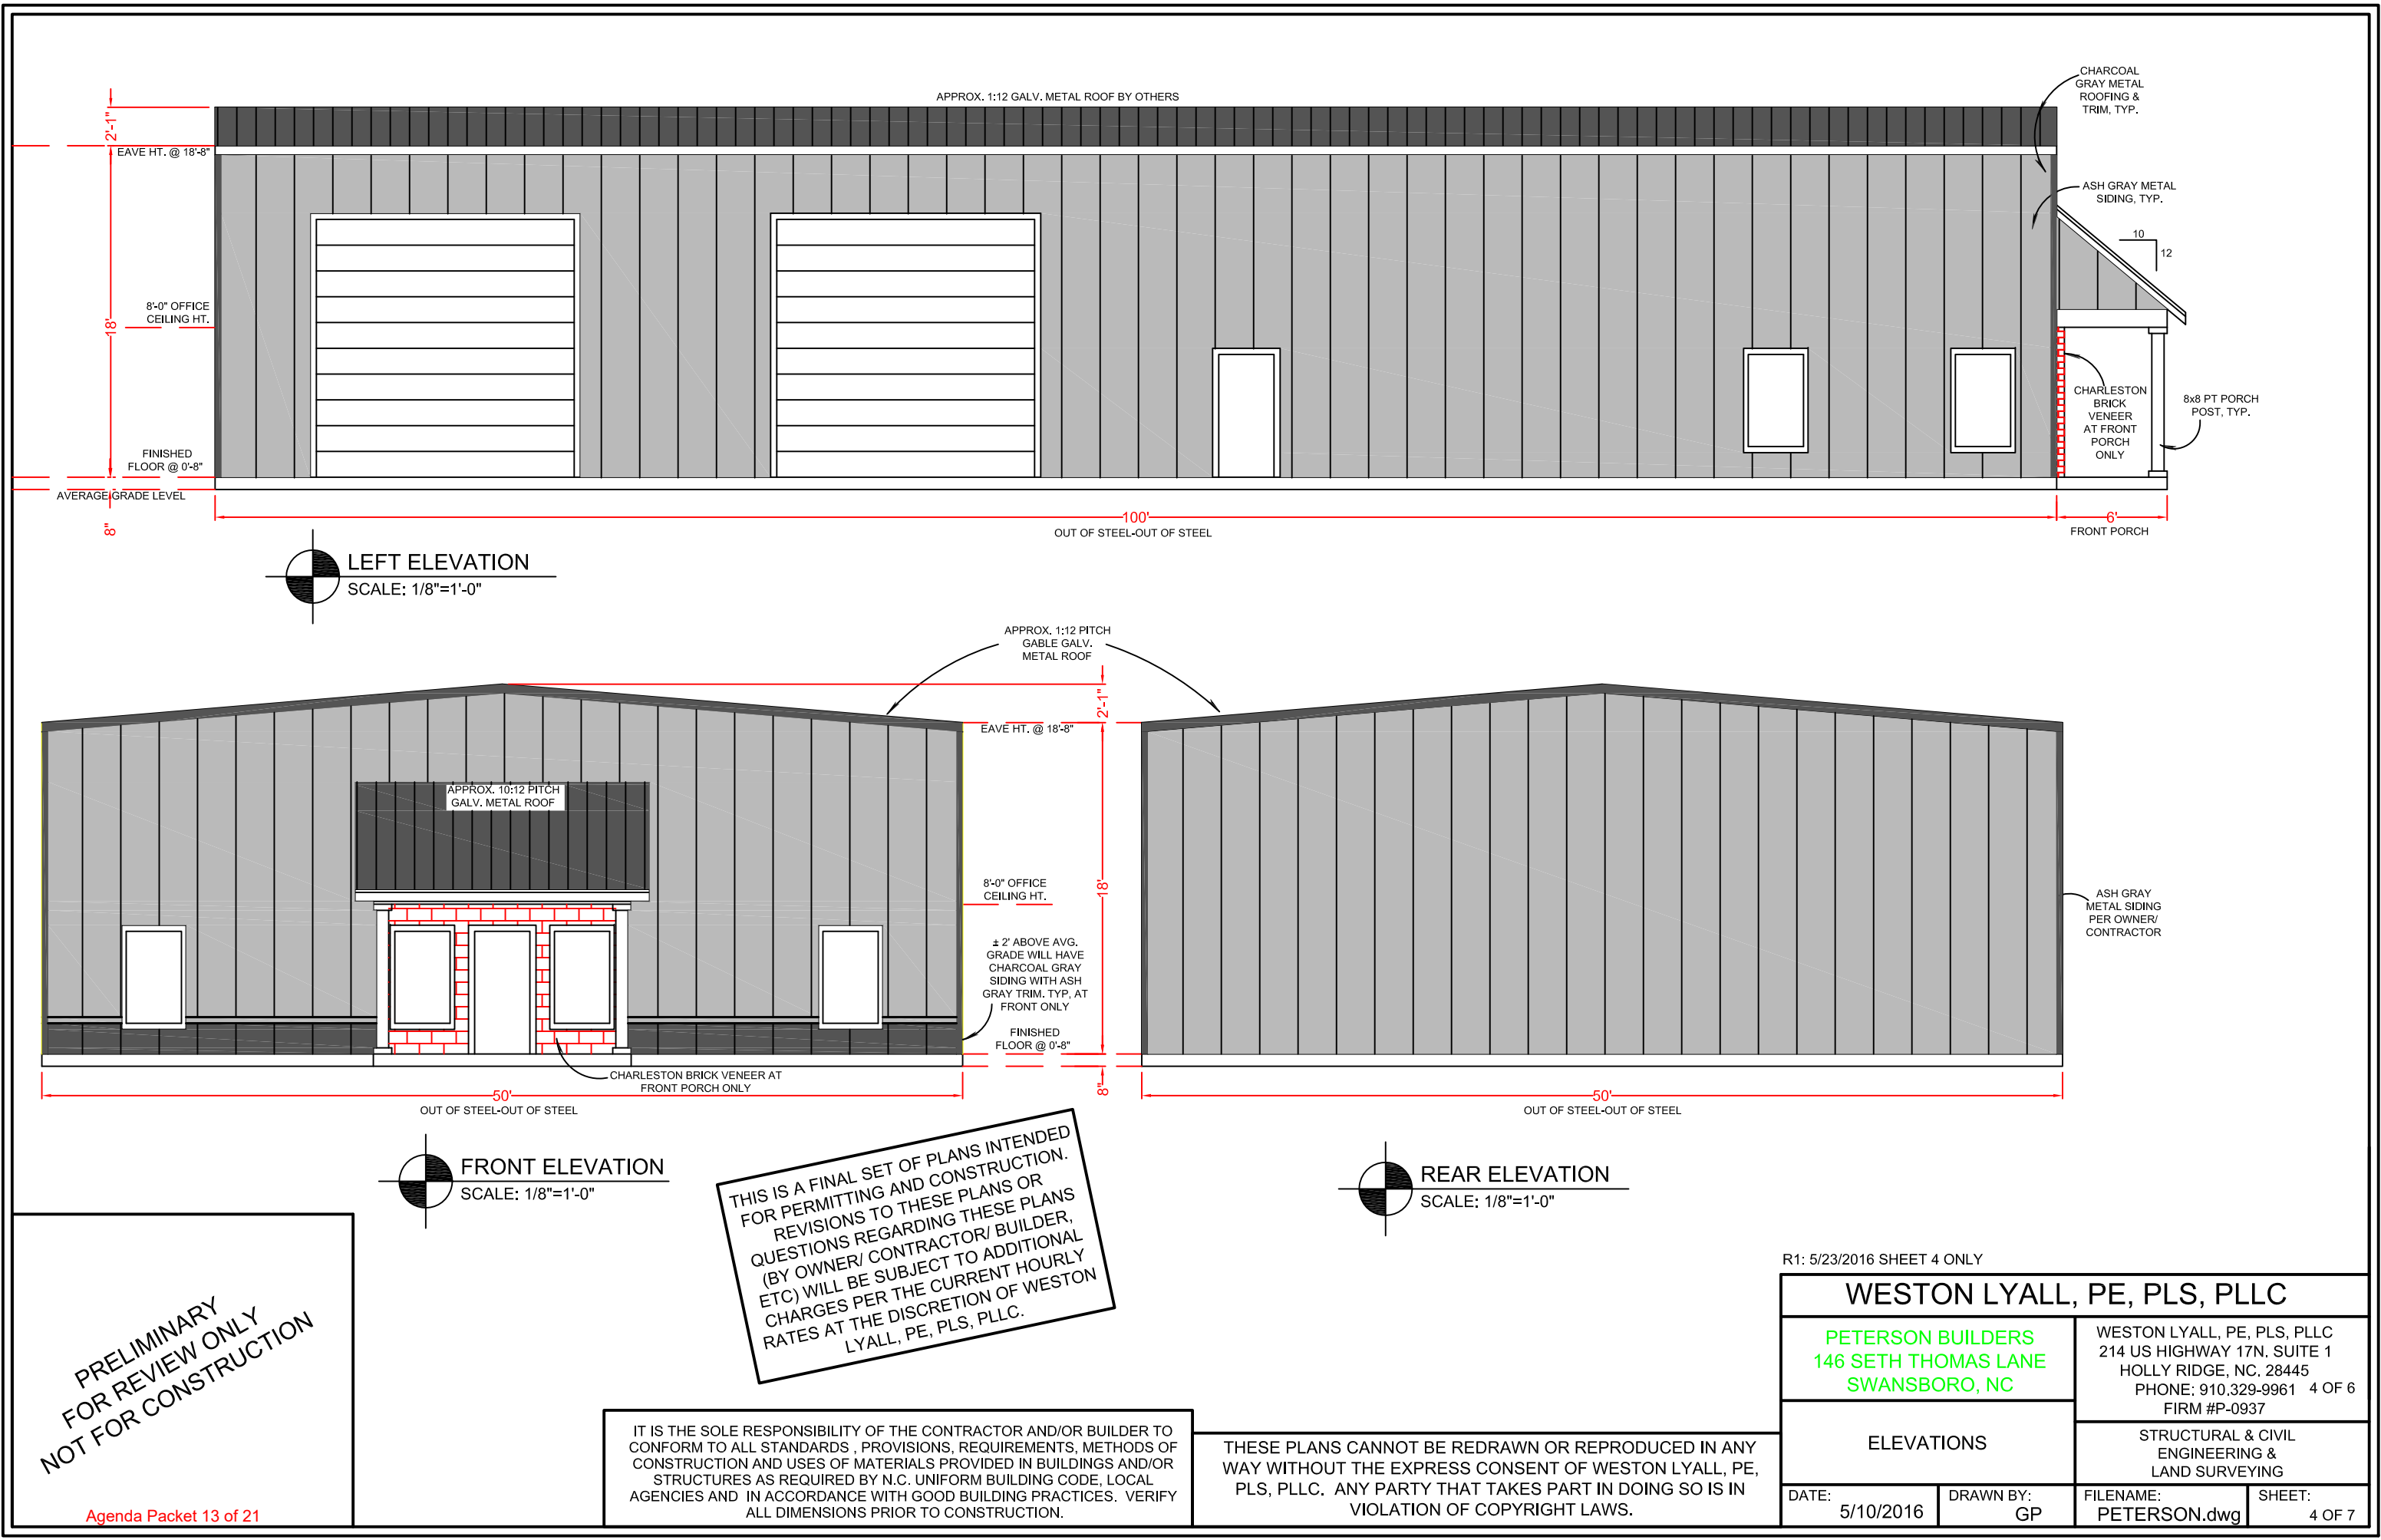 APPROX. 1:12 GALV. METAL ROOF BY OTHERS
CHARCOAL
GRAY METAL
ROOFING &
TRIM, TYP.
2'-1"
EAVE HT. @ 18'-8"
ASH GRAY METAL
SIDING, TYP.
10
12
8'-0" OFFICE
CEILING HT.
18'
CHARLESTON
BRICK
VENEER
AT FRONT
PORCH
ONLY
8x8 PT PORCH
POST, TYP.
FINISHED
FLOOR @ 0'-8"
AVERAGE GRADE LEVEL
8"
100'
OUT OF STEEL-OUT OF STEEL
6'
FRONT PORCH
LEFT ELEVATION
SCALE: 1/8"=1'-0"
APPROX. 1:12 PITCH
GABLE GALV.
METAL ROOF
2'-1"
EAVE HT. @ 18'-8"
APPROX. 10:12 PITCH
GALV. METAL ROOF
8'-0" OFFICE
CEILING HT.
18'
± 2' ABOVE AVG.
GRADE WILL HAVE
CHARCOAL GRAY
SIDING WITH ASH
GRAY TRIM. TYP, AT
FRONT ONLY
FINISHED
FLOOR @ 0'-8"
8"
ASH GRAY
METAL SIDING
PER OWNER/
CONTRACTOR
CHARLESTON BRICK VENEER AT
FRONT PORCH ONLY
50'
OUT OF STEEL-OUT OF STEEL
50'
OUT OF STEEL-OUT OF STEEL
FRONT ELEVATION
SCALE: 1/8"=1'-0"
REAR ELEVATION
SCALE: 1/8"=1'-0"
THIS IS A FINAL SET OF PLANS INTENDED
FOR PERMITTING AND CONSTRUCTION.
REVISIONS TO THESE PLANS OR
QUESTIONS REGARDING THESE PLANS
(BY OWNER/ CONTRACTOR/ BUILDER,
ETC) WILL BE SUBJECT TO ADDITIONAL
CHARGES PER THE CURRENT HOURLY
RATES AT THE DISCRETION OF WESTON
LYALL, PE, PLS, PLLC.
PRELIMINARY
FOR REVIEW ONLY
NOT FOR CONSTRUCTION
Agenda Packet 13 of 21
IT IS THE SOLE RESPONSIBILITY OF THE CONTRACTOR AND/OR BUILDER TO
CONFORM TO ALL STANDARDS , PROVISIONS, REQUIREMENTS, METHODS OF
CONSTRUCTION AND USES OF MATERIALS PROVIDED IN BUILDINGS AND/OR
STRUCTURES AS REQUIRED BY N.C. UNIFORM BUILDING CODE, LOCAL
AGENCIES AND IN ACCORDANCE WITH GOOD BUILDING PRACTICES. VERIFY
ALL DIMENSIONS PRIOR TO CONSTRUCTION.
THESE PLANS CANNOT BE REDRAWN OR REPRODUCED IN ANY
WAY WITHOUT THE EXPRESS CONSENT OF WESTON LYALL, PE,
PLS, PLLC. ANY PARTY THAT TAKES PART IN DOING SO IS IN
VIOLATION OF COPYRIGHT LAWS.
R1: 5/23/2016 SHEET 4 ONLY
WESTON LYALL, PE, PLS, PLLC
PETERSON BUILDERS
146 SETH THOMAS LANE
SWANSBORO, NC
WESTON LYALL, PE, PLS, PLLC
214 US HIGHWAY 17N. SUITE 1
HOLLY RIDGE, NC. 28445
PHONE: 910.329-9961 4 OF 6
FIRM #P-0937
ELEVATIONS
STRUCTURAL & CIVIL
ENGINEERING &
LAND SURVEYING
DATE:
5/10/2016
DRAWN BY:
GP
FILENAME:
PETERSON.dwg
SHEET:
4 OF 7